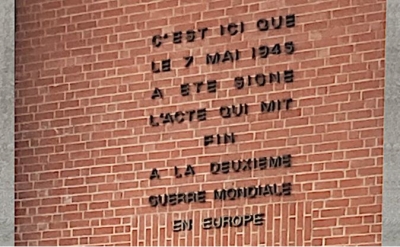 C'EST ICI QUE
LE 7 MAI 1945
A ETE SIGNE
L'ACTE QUI MIT
FIN
A LA DEUXIEME
GUERRE MONDIALE
EN EUROPE